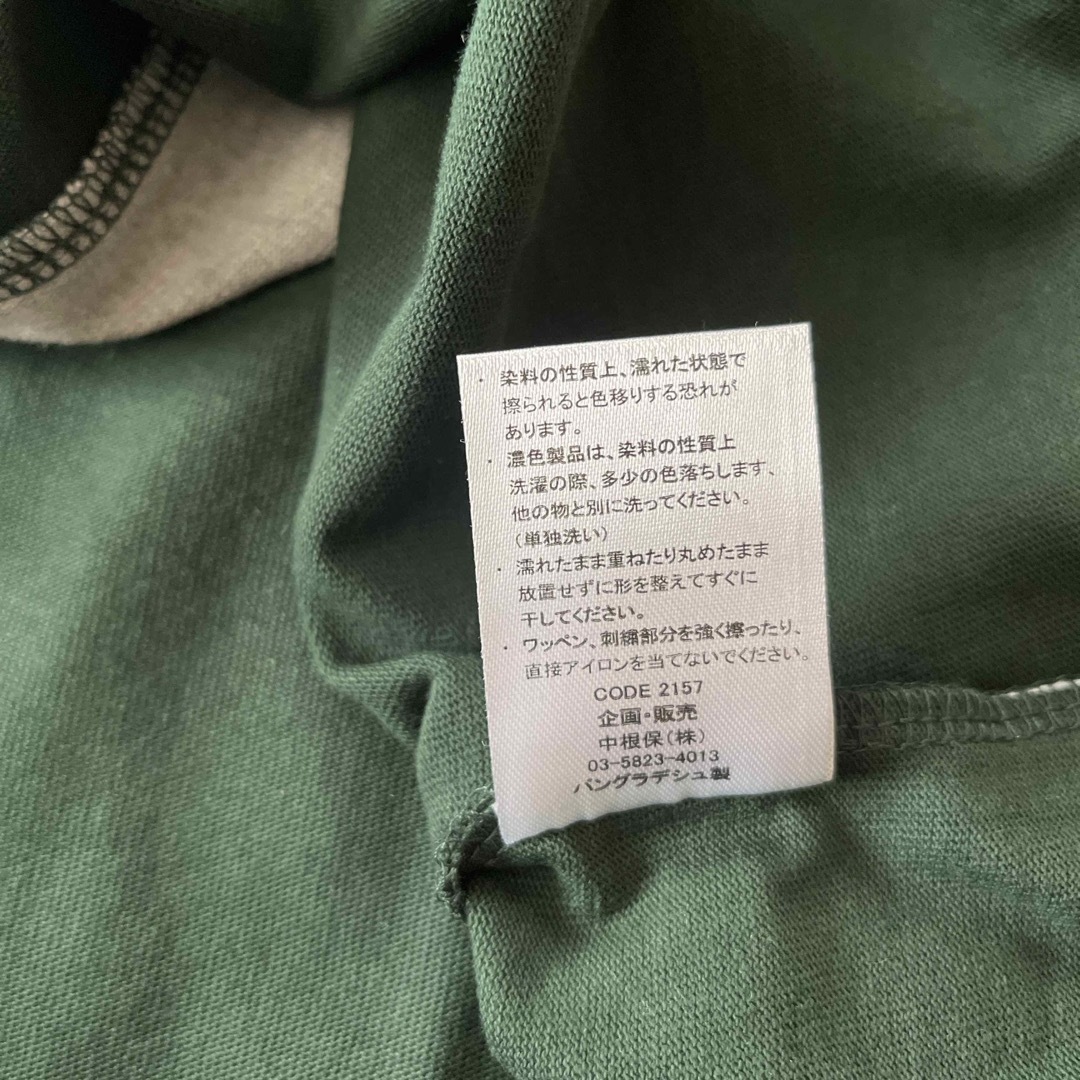 ・染料の性質上、濡れた状態で
擦られると色移りする恐れが
あります。
・濃色製品は、染料の性質上
洗濯の際、多少の色落ちします、
他の物と別に洗ってください。
（単独洗い）
・濡れたまま重ねたり丸めたまま
放置せずに形を整えてすぐに
干してください。
・ワッペン、刺繍部分を強く擦ったり、
直接アイロンを当てないでください。
CODE 2157
企画・販売
中根保（株）
03-5823-4013
バングラデシュ製